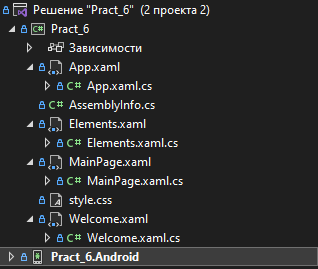 Решение "Pract_6" (2 проекта 2)
C# Pract_6
Зависимости
App.xaml
C# App.xaml.cs
C# AssemblyInfo.cs
Elements.xaml
C# Elements.xaml.cs
MainPage.xaml
C# MainPage.xaml.cs
style.css
Welcome.xaml
C# Welcome.xaml.cs
Pract_6.Android